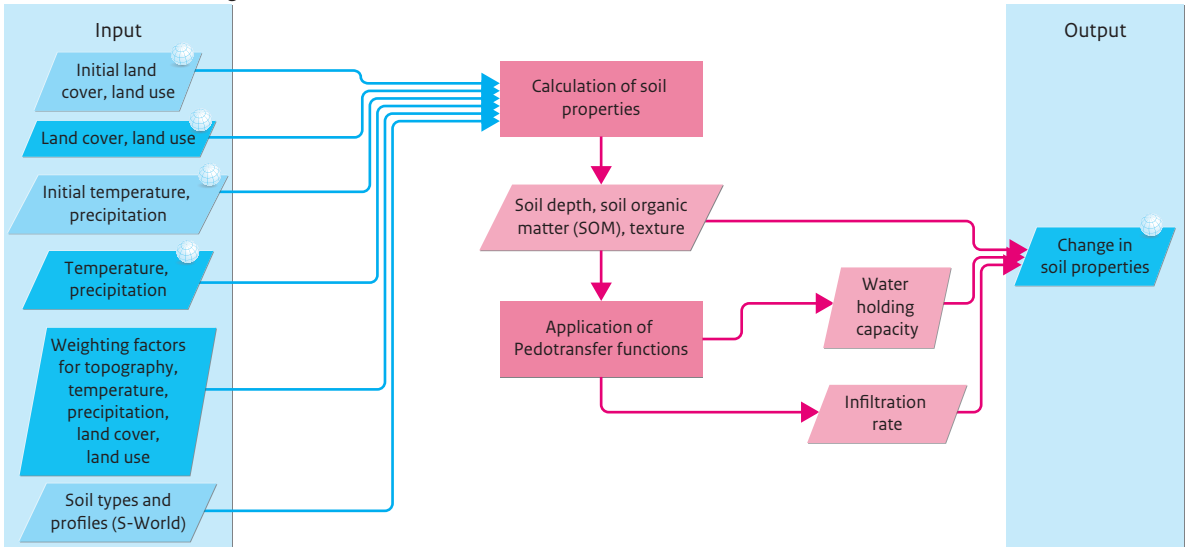 Input
Initial land
cover, land use
Land cover, land use
Initial temperature,
precipitation
Temperature,
precipitation
Weighting factors
for topography,
temperature,
precipitation,
land cover,
land use
Soil types and
profiles (S-World)
Calculation of soil
properties
Soil depth, soil organic
matter (SOM), texture
Application of
Pedotransfer functions
Water
holding
capacity
Infiltration
rate
Output
Change in
soil properties